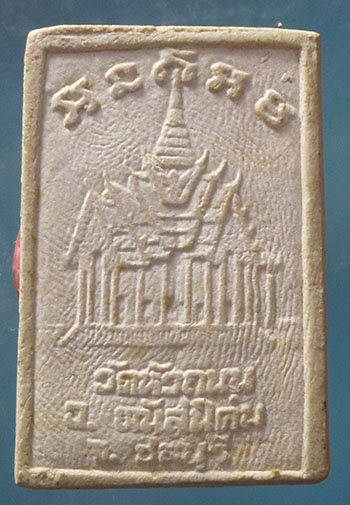 วัดหัวถนน
อ. พนัสนิคม
จ. ชลบุรี